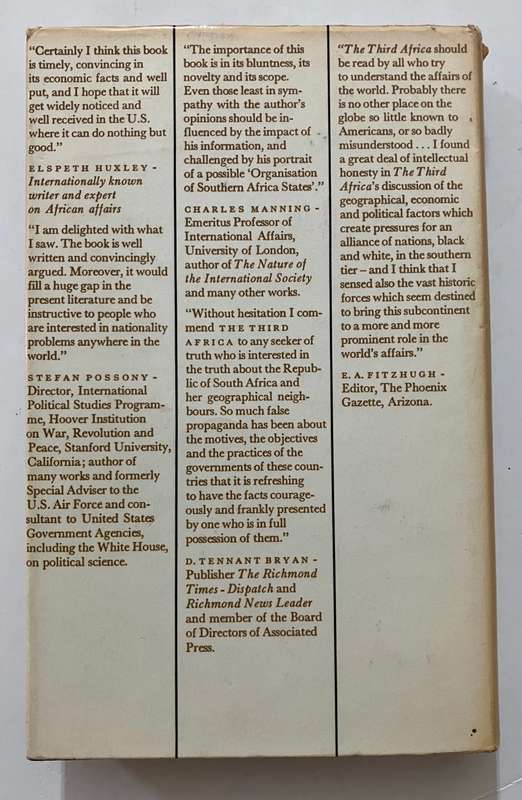 “Certainly I think this book
is timely, convincing in
its economic facts and well
put, and I hope that it will
get widely noticed and
well received in the U.S.
where it can do nothing but
good.”
ELSPETH HUXLEY -
Internationally known
writer and expert
on African affairs
“I am delighted with what
I saw. The book is well
written and convincingly
argued. Moreover, it would
fill a huge gap in the
present literature and be
instructive to people who
are interested in nationality
problems anywhere in the
world.”
STEFAN POSSONY -
Director, International
Political Studies Program-
me, Hoover Institution
on War, Revolution and
Peace, Stanford University,
California; author of
many works and formerly
Special Adviser to the
U.S. Air Force and con-
sultant to United States
Government Agencies,
including the White House,
on political science.
“The importance of this
book is in its bluntness, its
novelty and its scope.
Even those least in sym-
pathy with the author’s
opinions should be in-
fluenced by the impact of
his information, and
challenged by his portrait
of a possible ‘Organisation
of Southern Africa States’.”
CHARLES MANNING -
Emeritus Professor of
International Affairs,
University of London,
author of The Nature of
the International Society
and many other works.
“Without hesitation I com-
mend THE THIRD
AFRICA to any seeker of
truth who is interested in
the truth about the Repub-
lic of South Africa and
her geographical neigh-
bours. So much false
propaganda has been about
the motives, the objectives
and the practices of the
governments of these coun-
tries that it is refreshing
to have the facts courage-
ously and frankly presented
by one who is in full
possession of them.”
D. TENNANT BRYAN -
Publisher The Richmond
Times - Dispatch and
Richmond News Leader
and member of the Board
of Directors of Associated
Press.
“The Third Africa should
be read by all who try
to understand the affairs of
the world. Probably there
is no other place on the
globe so little known to
Americans, or so badly
misunderstood . . . I found
a great deal of intellectual
honesty in The Third
Africa’s discussion of the
geographical, economic
and political factors which
create pressures for an
alliance of nations, black
and white, in the southern
tier – and I think that I
sensed also the vast historic
forces which seem destined
to bring this subcontinent
to a more and more
prominent role in the
world’s affairs.”
E. A. FITZHUGH -
Editor, The Phoenix
Gazette, Arizona.